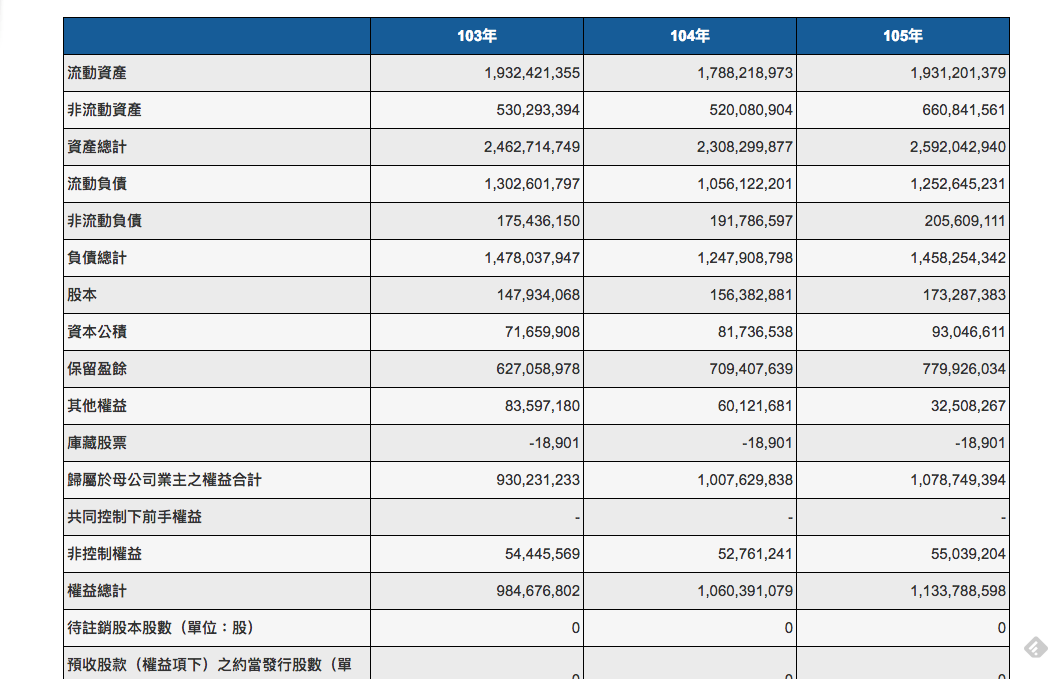 103年 104年 105年
流動資產 1,932,421,355 1,788,218,973 1,931,201,379
非流動資產 530,293,394 520,080,904 660,841,561
資產總計 2,462,714,749 2,308,299,877 2,592,042,940
流動負債 1,302,601,797 1,056,122,201 1,252,645,231
非流動負債 175,436,150 191,786,597 205,609,111
負債總計 1,478,037,947 1,247,908,798 1,458,254,342
股本 147,934,068 156,382,881 173,287,383
資本公積 71,659,908 81,736,538 93,046,611
保留盈餘 627,058,978 709,407,639 779,926,034
其他權益 83,597,180 60,121,681 32,508,267
庫藏股票 -18,901 -18,901 -18,901
歸屬於母公司業主之權益合計 930,231,233 1,007,629,838 1,078,749,394
共同控制下前手權益 - - -
非控制權益 54,445,569 52,761,241 55,039,204
權益總計 984,676,802 1,060,391,079 1,133,788,598
待註銷股本股數（單位：股） 0 0 0
預收股款（權益項下）之約當發行股數（單 0 0 0